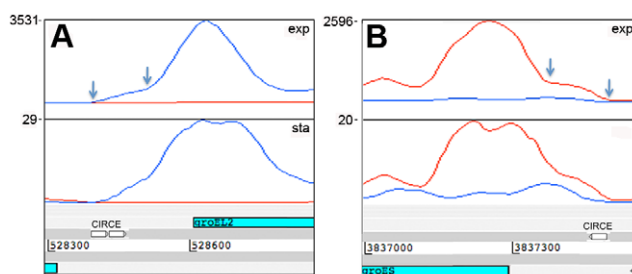 A
3531-
exp
29-
sta
CIRCE
groEL2
528300
528600
B
2596-
exp
20-
CIRCE
3837000
3837300
groES